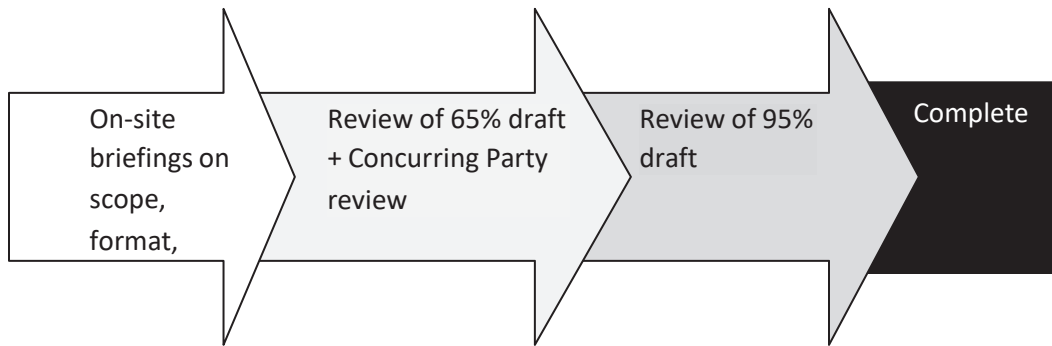 On-site
briefings on
scope,
format,
Review of 65% draft
+ Concurring Party
review
Review of 95%
draft
Complete